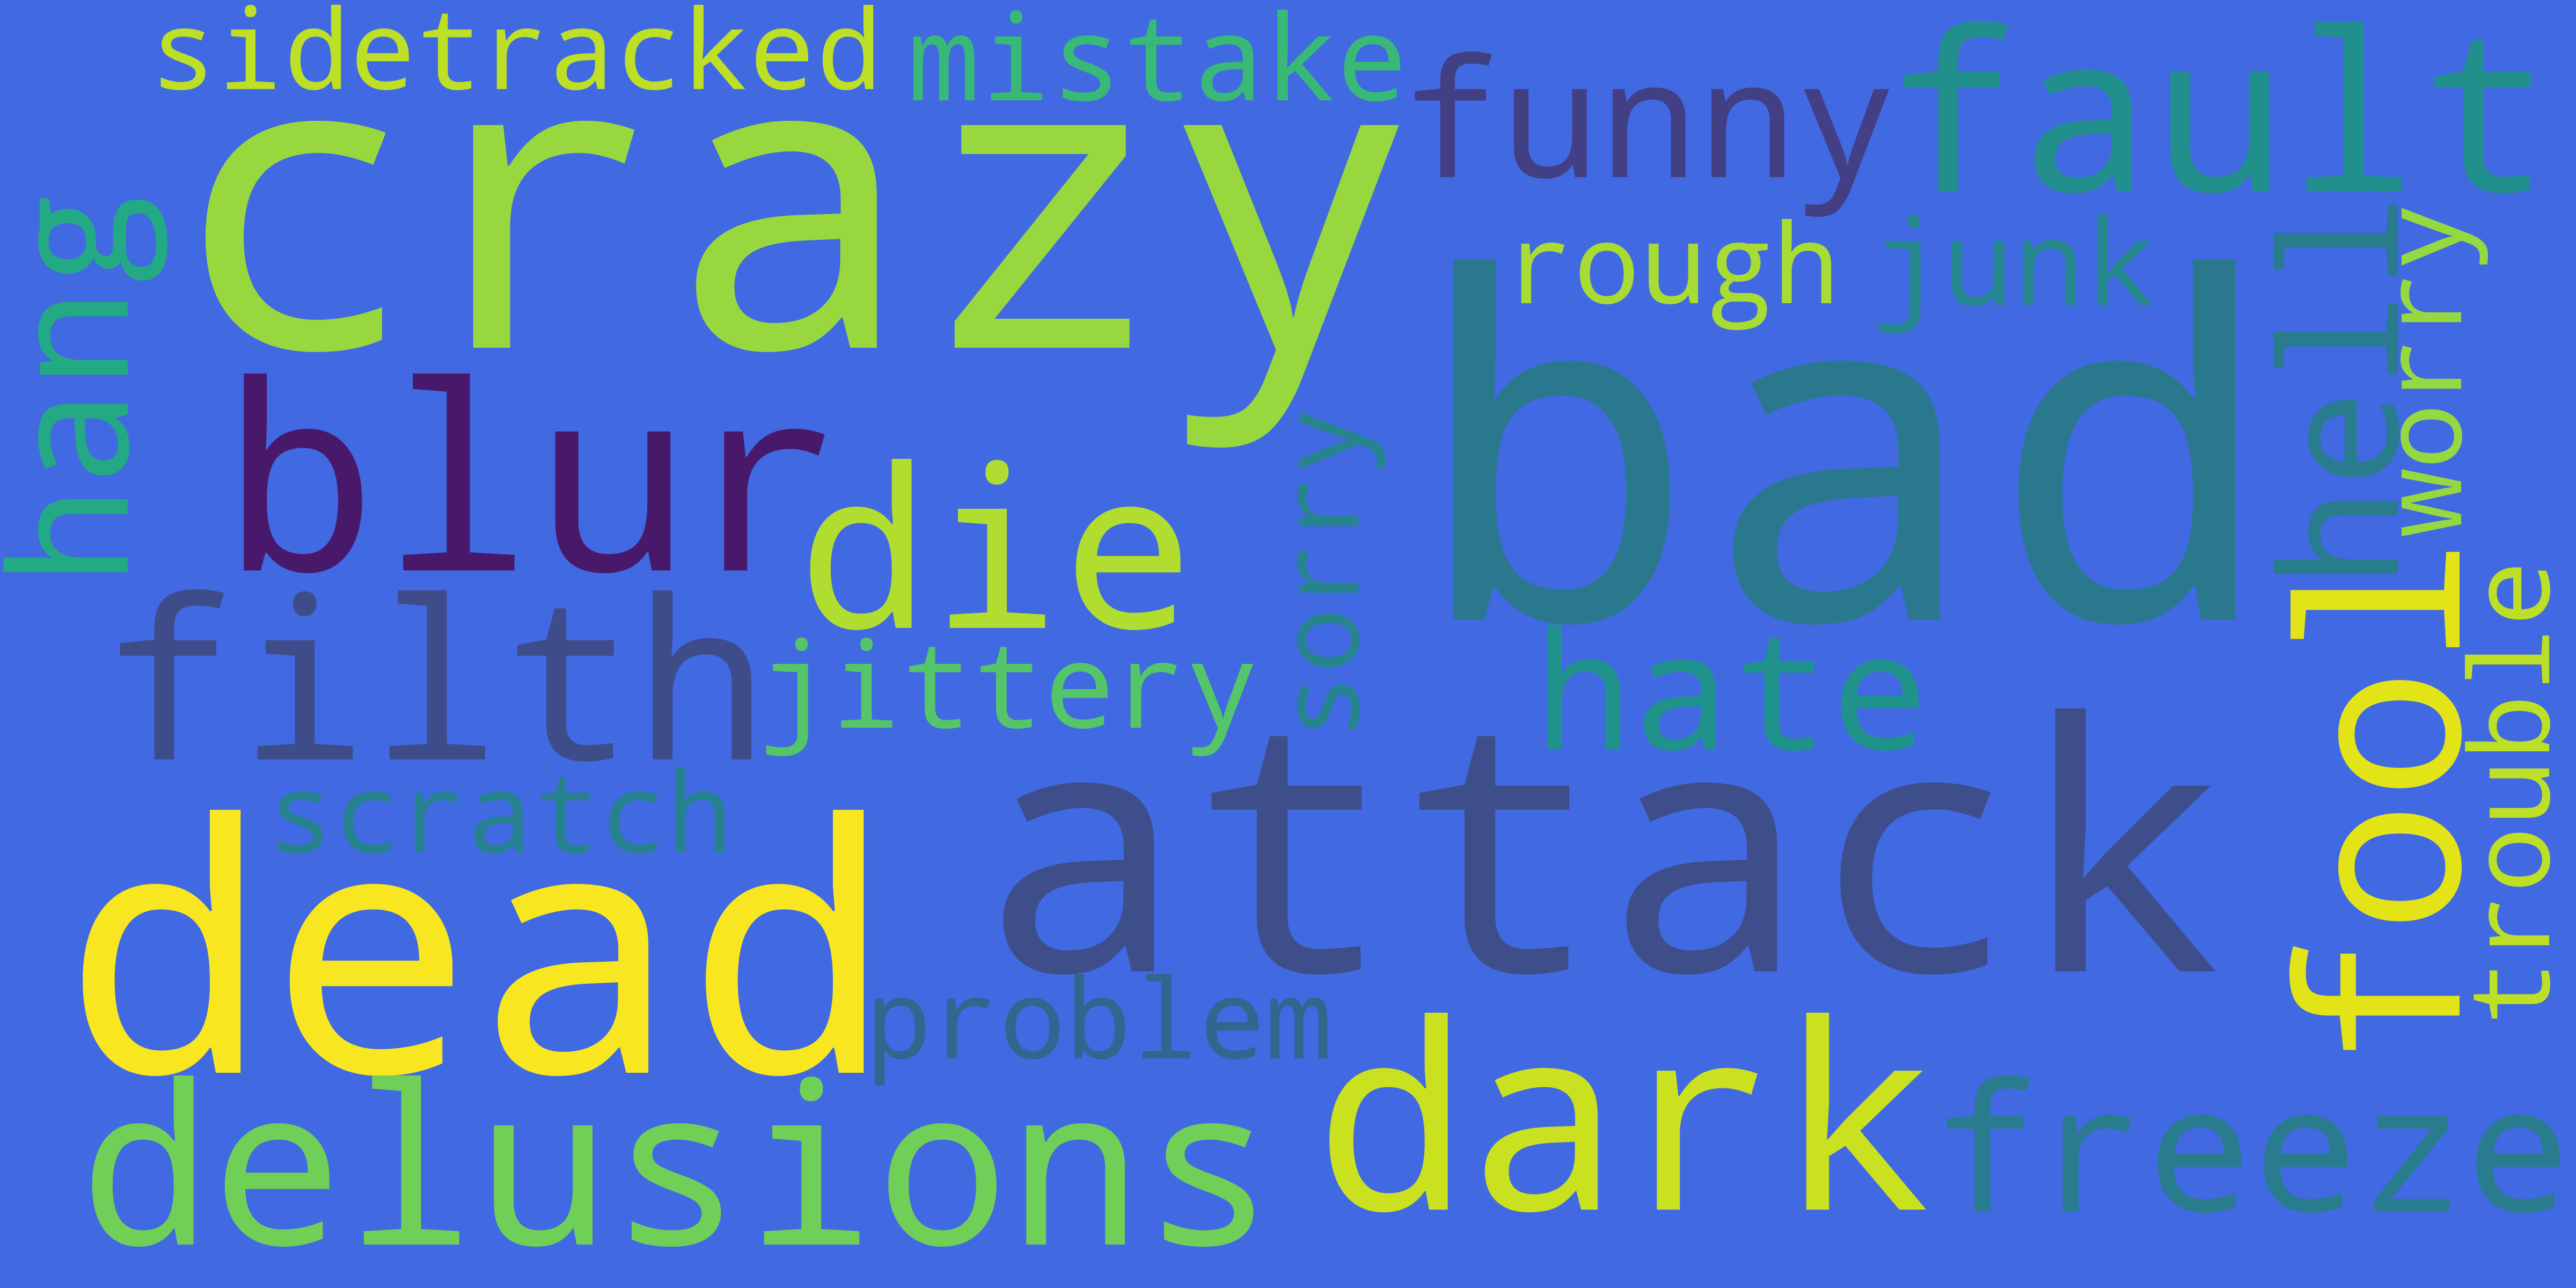 sidetracked
mistake
funny
fault
crazy
hang
rough
junk
hell
worry
blur
die
sorry
bad
filth
jittery
hate
fool
trouble
scratch
attack
dead
problem
dark
delusions
freeze